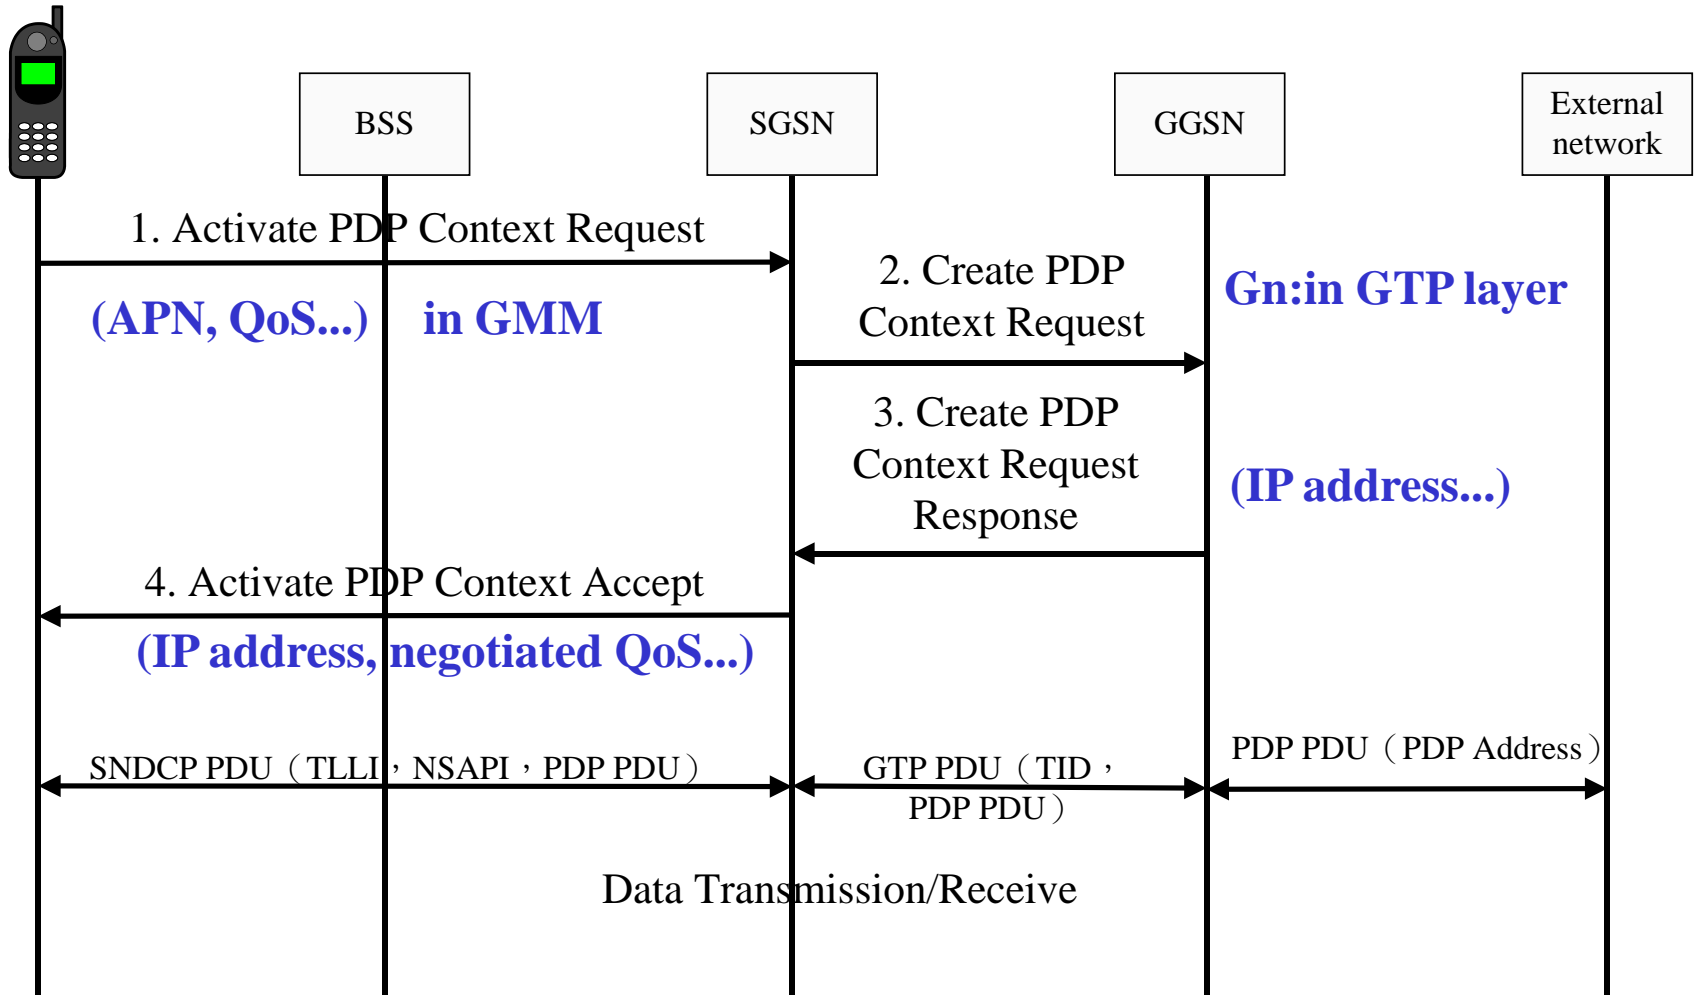 BSS
SGSN
GGSN
External
network
1. Activate PDP Context Request
(APN, QoS...) in GMM
2. Create PDP
Context Request
Gn:in GTP layer
3. Create PDP
Context Request
Response
(IP address...)
4. Activate PDP Context Accept
(IP address, negotiated QoS...)
SNDCP PDU（TLLI，NSAPI，PDP PDU）
GTP PDU（TID，
PDP PDU）
PDP PDU（PDP Address）
Data Transmission/Receive